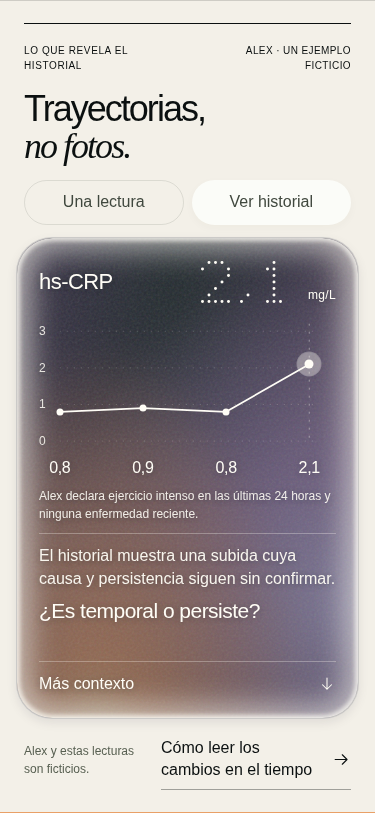 LO QUE REVELA EL
HISTORIAL
ALEX · UN EJEMPLO
FICTICIO
Trayectorias,
no fotos.
Una lectura
Ver historial
hs-CRP
2,1
mg/L
3
2
1
0
0,8
0,9
0,8
2,1
Alex declara ejercicio intenso en las últimas 24 horas y
ninguna enfermedad reciente.
El historial muestra una subida cuya
causa y persistencia siguen sin confirmar.
¿Es temporal o persiste?
Más contexto
Alex y estas lecturas
son ficticios.
Cómo leer los
cambios en el tiempo